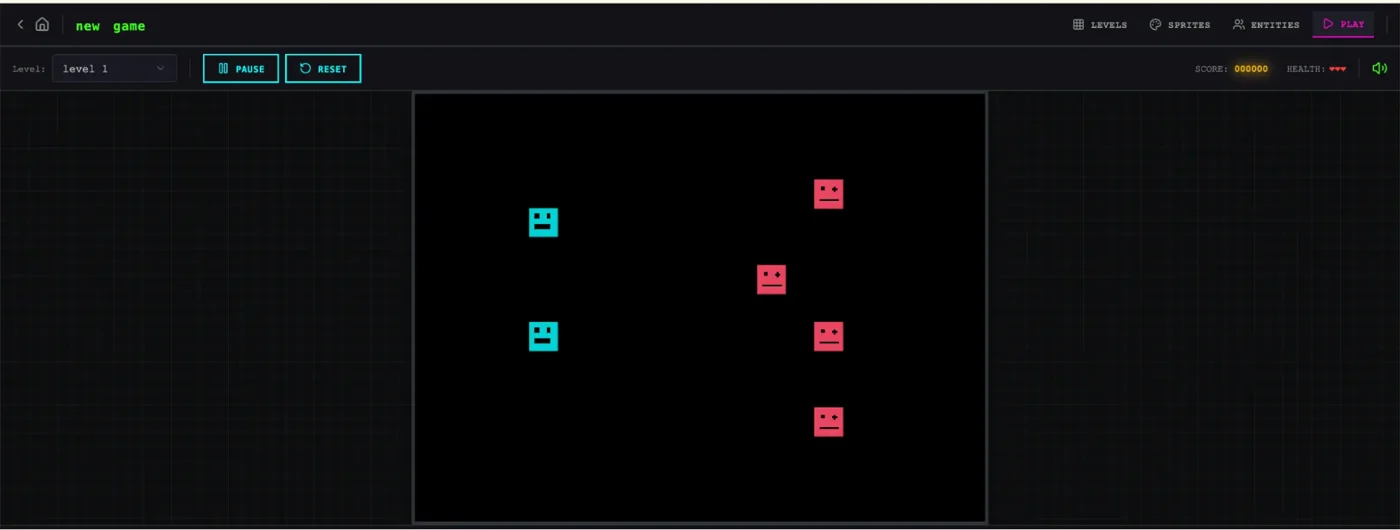 new game
LEVELS SPRITES ENTITIES PLAY
Level: level 1 PAUSE RESET SCORE: 000000 HEALTH: ♥♥♥